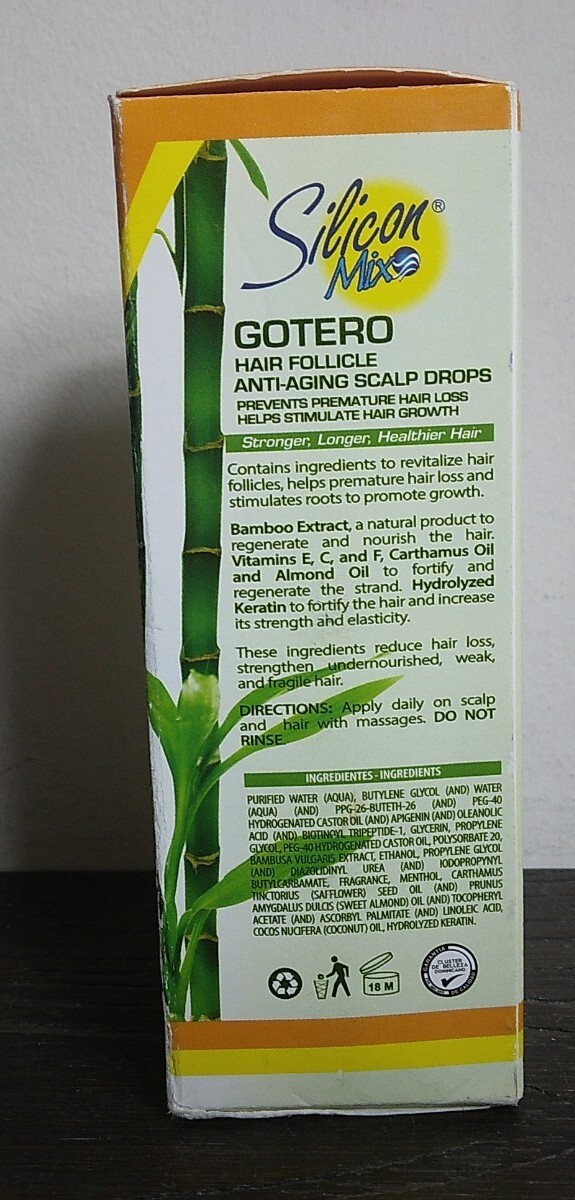 Silicon®
Mix
GOTERO
HAIR FOLLICLE
ANTI-AGING SCALP DROPS
PREVENTS PREMATURE HAIR LOSS
HELPS STIMULATE HAIR GROWTH
Stronger, Longer, Healthier Hair
Contains ingredients to revitalize hair
follicles, helps premature hair loss and
stimulates roots to promote growth.
Bamboo Extract, a natural product to
regenerate and nourish the hair.
Vitamins E, C, and F, Carthamus Oil
and Almond Oil to fortify and
regenerate the strand. Hydrolyzed
Keratin to fortify the hair and increase
its strength and elasticity.
These ingredients reduce hair loss,
strengthen undernourished, weak,
and fragile hair.
DIRECTIONS: Apply daily on scalp
and hair with massages. DO NOT
RINSE.
INGREDIENTES - INGREDIENTS
PURIFIED WATER (AQUA), BUTYLENE GLYCOL (AND) WATER
(AQUA) (AND) PPG-26-BUTETH-26 (AND) PEG-40
HYDROGENATED CASTOR OIL (AND) APIGENIN (AND) OLEANOLIC
ACID (AND) BIOTINOYL TRIPEPTIDE-1, GLYCERIN, PROPYLENE
GLYCOL, PEG-40 HYDROGENATED CASTOR OIL, POLYSORBATE 20,
BAMBUSA VULGARIS EXTRACT, ETHANOL, PROPYLENE GLYCOL
(AND) DIAZOLIDINYL UREA (AND) IODOPROPYNYL
BUTYLCARBAMATE, FRAGRANCE, MENTHOL, CARTHAMUS
TINCTORIUS (SAFFLOWER) SEED OIL (AND) PRUNUS
AMYGDALUS DULCIS (SWEET ALMOND) OIL (AND) TOCOPHERYL
ACETATE (AND) ASCORBYL PALMITATE (AND) LINOLEIC ACID,
COCOS NUCIFERA (COCONUT) OIL, HYDROLYZED KERATIN.
18 M
GARANTIA
CLUSTER
DE BELLEZA
DOMINICANO
DE CALIDAD